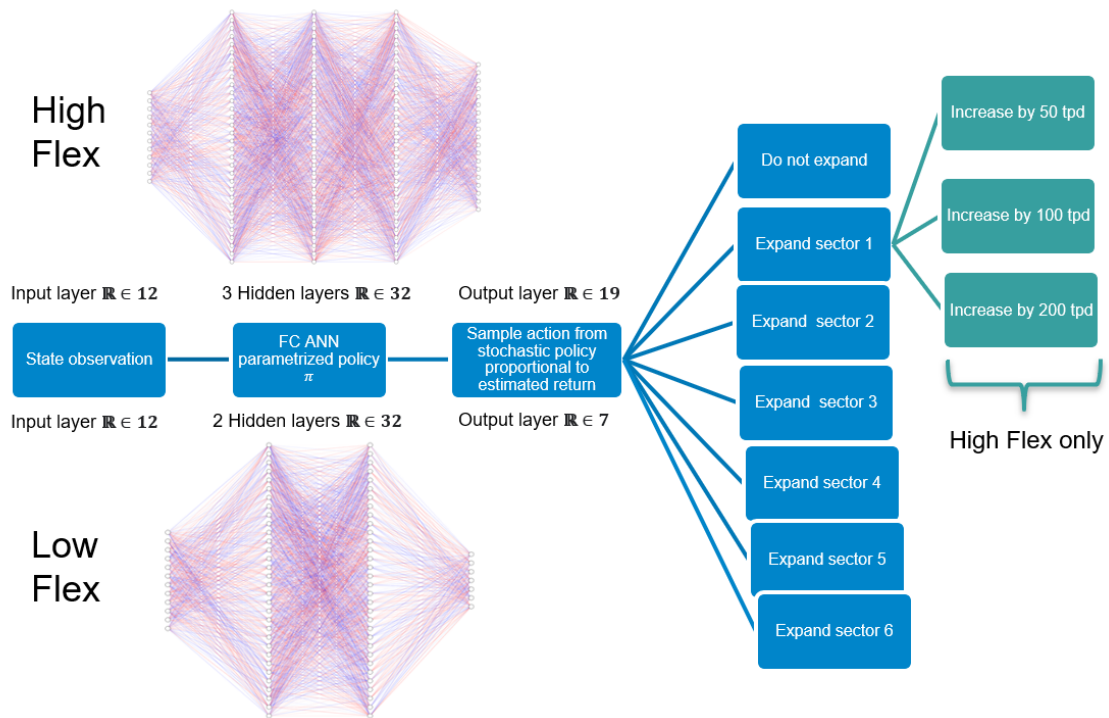 High
Flex
Input layer ℝ ∈ 12
3 Hidden layers ℝ ∈ 32
Output layer ℝ ∈ 19
State observation
FC ANN
parametrized policy
π
Sample action from
stochastic policy
proportional to
estimated return
Input layer ℝ ∈ 12
2 Hidden layers ℝ ∈ 32
Output layer ℝ ∈ 7
Low
Flex
Do not expand
Expand sector 1
Expand sector 2
Expand sector 3
Expand sector 4
Expand sector 5
Expand sector 6
Increase by 50 tpd
Increase by 100 tpd
Increase by 200 tpd
High Flex only